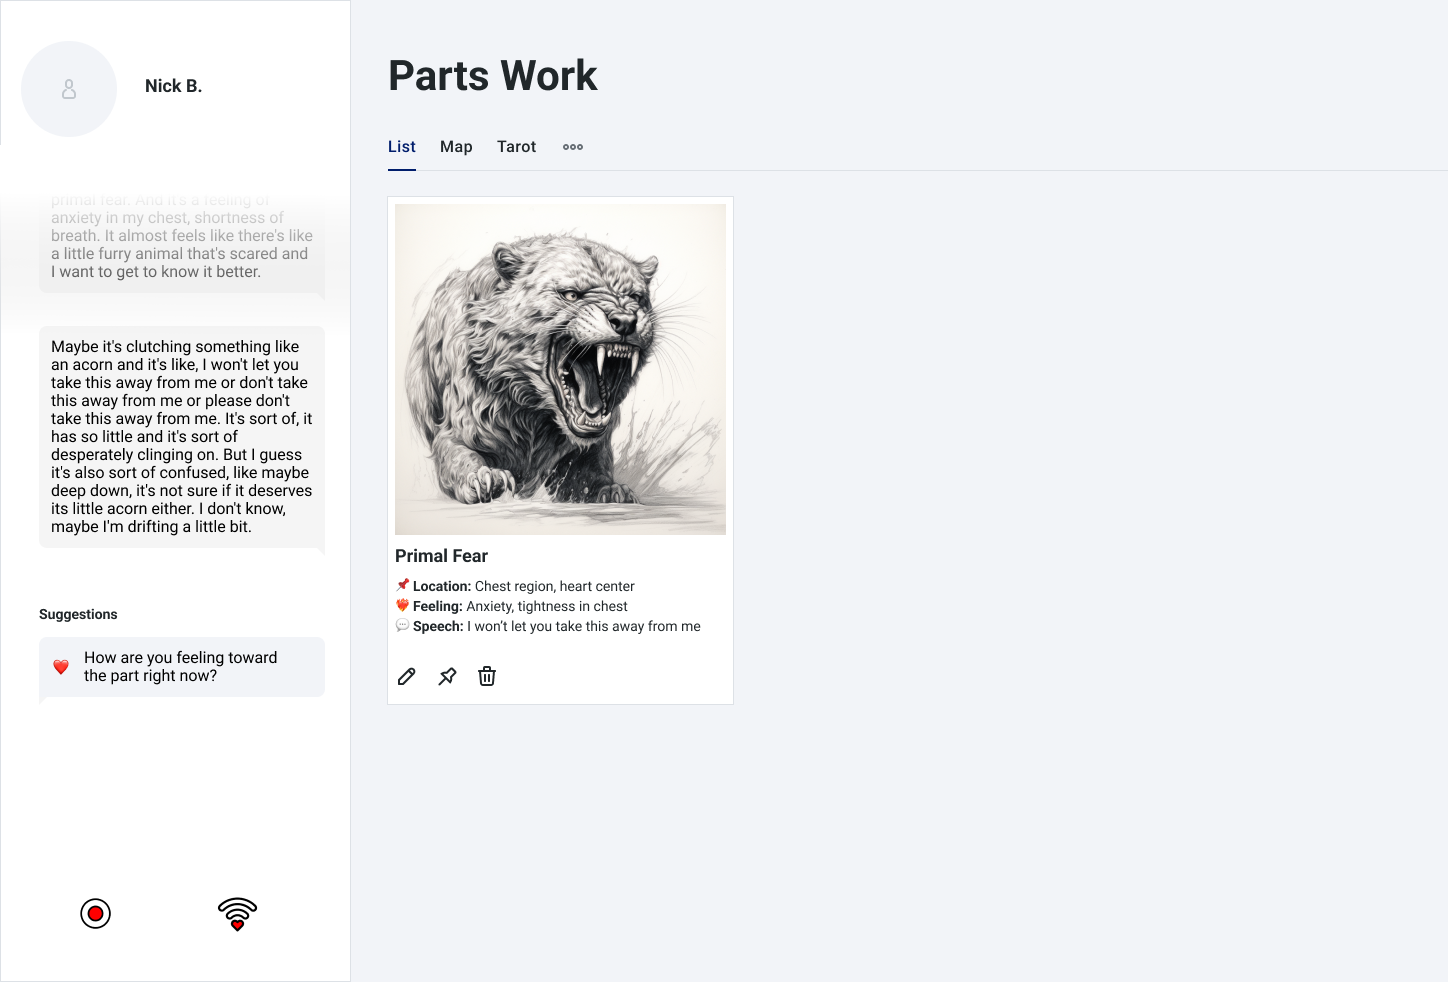 Nick B.
primal fear. And it's a feeling of
anxiety in my chest, shortness of
breath. It almost feels like there's like
a little furry animal that's scared and
I want to get to know it better.
Maybe it's clutching something like
an acorn and it's like, I won't let you
take this away from me or don't take
this away from me or please don't
take this away from me. It's sort of, it
has so little and it's sort of
desperately clinging on. But I guess
it's also sort of confused, like maybe
deep down, it's not sure if it deserves
its little acorn either. I don't know,
maybe I'm drifting a little bit.
Suggestions
How are you feeling toward
the part right now?
Parts Work
List Map Tarot
Primal Fear
Location: Chest region, heart center
Feeling: Anxiety, tightness in chest
Speech: I won't let you take this away from me